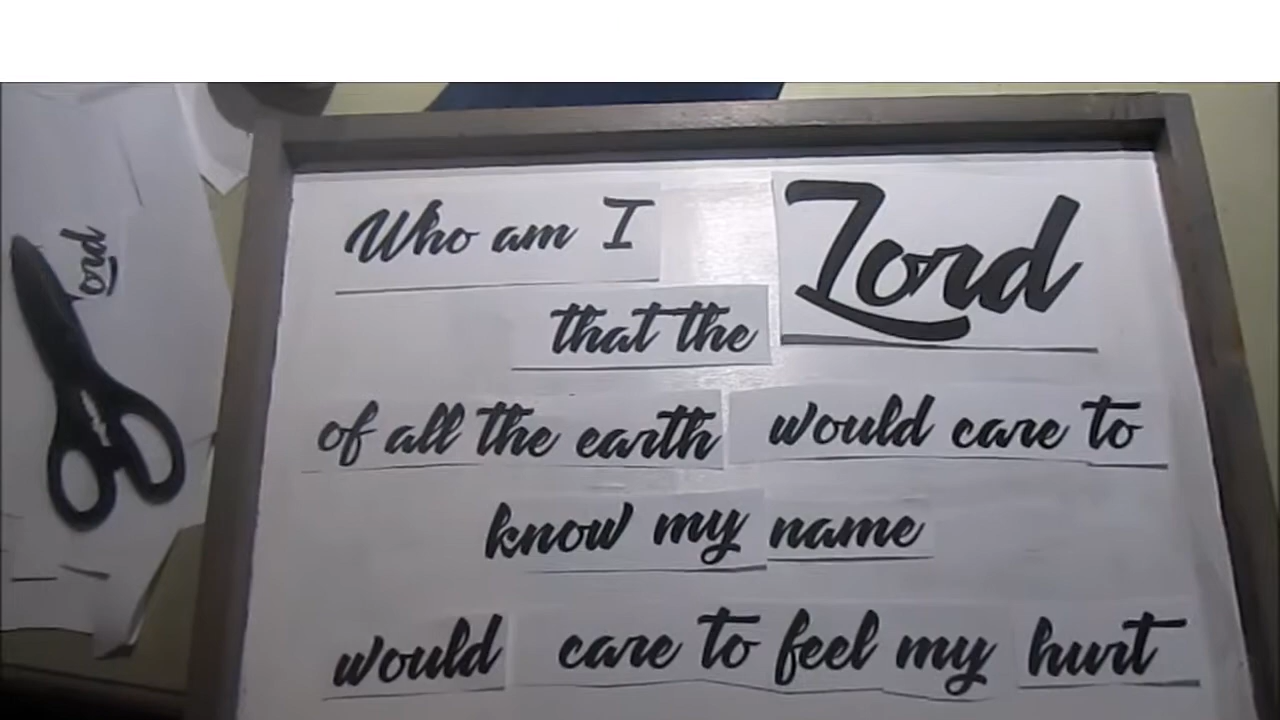 Who am I
that the Lord
of all the earth would care to
know my name
would care to feel my hurt
ord